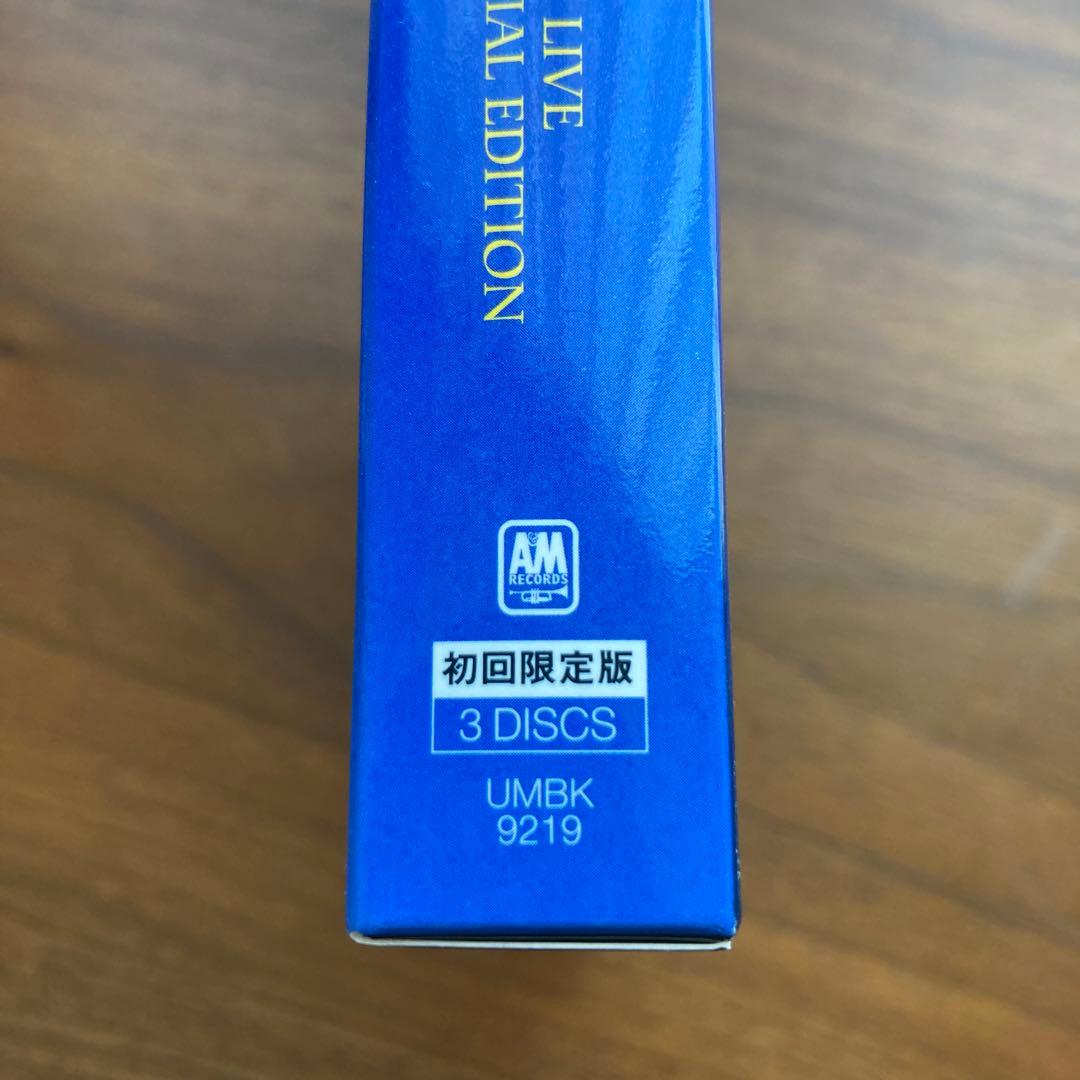 LIVE
IAL EDITION
A&M
RECORDS
初回限定版
3 DISCS
UMBK
9219